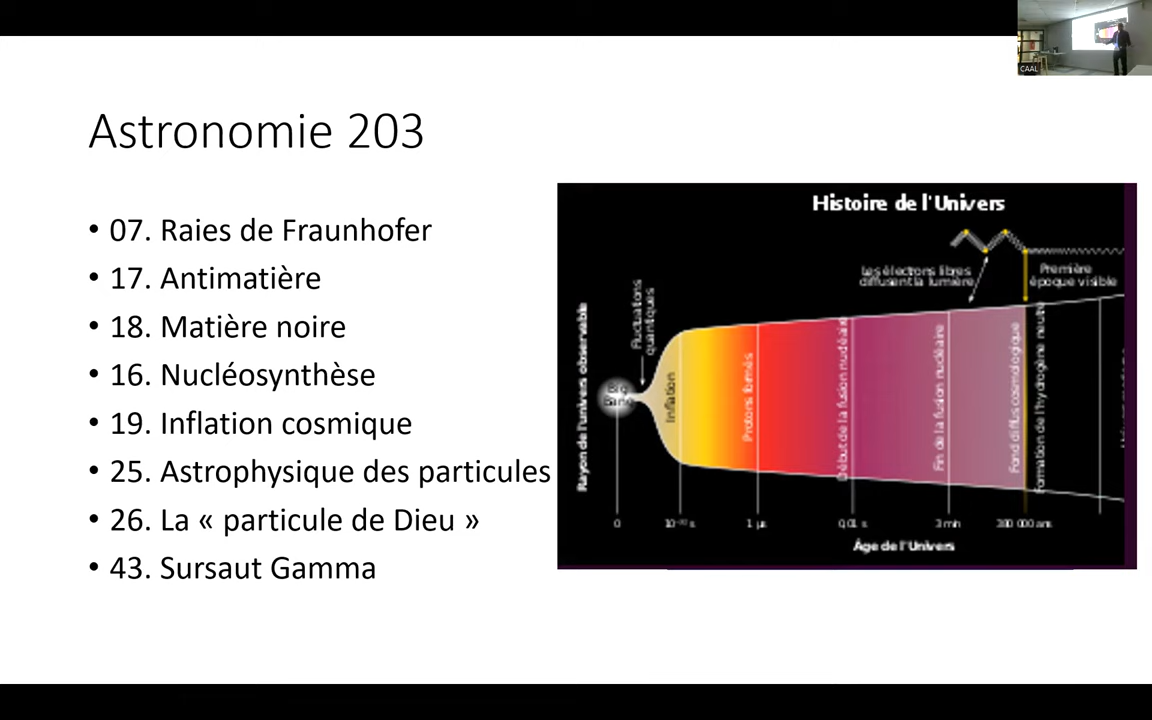 CAAL
Astronomie 203
• 07. Raies de Fraunhofer
• 17. Antimatière
• 18. Matière noire
• 16. Nucléosynthèse
• 19. Inflation cosmique
• 25. Astrophysique des particules
• 26. La « particule de Dieu »
• 43. Sursaut Gamma
Histoire de l'Univers
Les électrons libres
diffusent la lumière
Première
époque visible
Rayon de l'univers observable
Fluctuations
quantiques
Big
Bang
Inflation
Protons formés
Début de la fusion nucléaire
Fin de la fusion nucléaire
Fond diffus cosmologique
Formation de l'hydrogène neutre
0
1 µs
0,01 s
3 min
380 000 ans
Âge de l'Univers